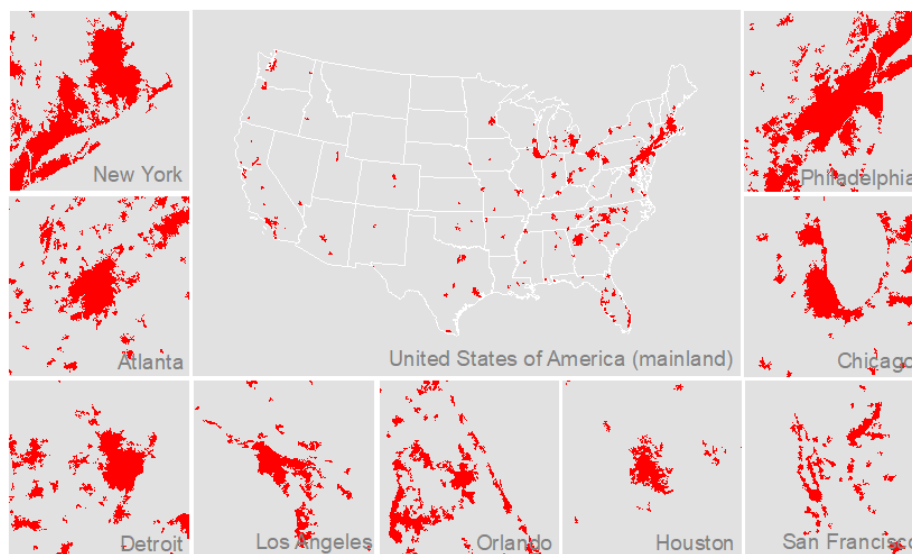 New York
Philadelphia
Atlanta
United States of America (mainland)
Chicago
Detroit
Los Angeles
Orlando
Houston
San Francisco